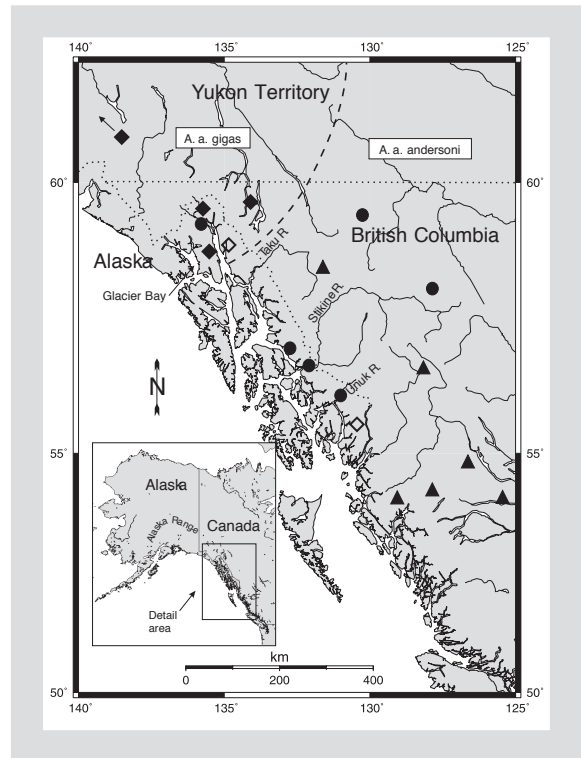 140˚ 135˚ 130˚ 125˚
Yukon Territory
A. a. gigas
A. a. andersoni
60˚ 60˚
British Columbia
Taku R
Alaska
Glacier Bay
Stikine R
Unuk R
N
55˚ 55˚
Alaska
Canada
Alaska Range
Detail
area
km
0 200 400
50˚ 50˚
140˚ 135˚ 130˚ 125˚